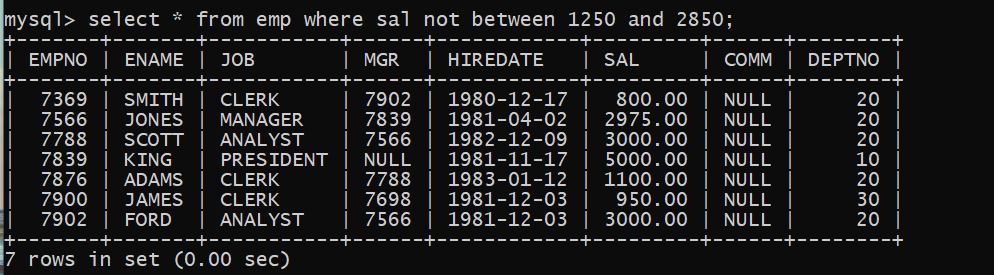 mysql> select * from emp where sal not between 1250 and 2850;
+-------+-------+-----------+------+------------+---------+------+--------+
| EMPNO | ENAME | JOB       | MGR  | HIREDATE   | SAL     | COMM | DEPTNO |
+-------+-------+-----------+------+------------+---------+------+--------+
|  7369 | SMITH | CLERK     | 7902 | 1980-12-17 |  800.00 | NULL |     20 |
|  7566 | JONES | MANAGER   | 7839 | 1981-04-02 | 2975.00 | NULL |     20 |
|  7788 | SCOTT | ANALYST   | 7566 | 1982-12-09 | 3000.00 | NULL |     20 |
|  7839 | KING  | PRESIDENT | NULL | 1981-11-17 | 5000.00 | NULL |     10 |
|  7876 | ADAMS | CLERK     | 7788 | 1983-01-12 | 1100.00 | NULL |     20 |
|  7900 | JAMES | CLERK     | 7698 | 1981-12-03 |  950.00 | NULL |     30 |
|  7902 | FORD  | ANALYST   | 7566 | 1981-12-03 | 3000.00 | NULL |     20 |
+-------+-------+-----------+------+------------+---------+------+--------+
7 rows in set (0.00 sec)